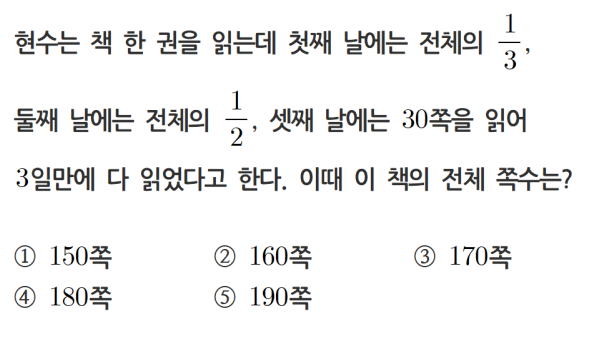 현수는 책 한 권을 읽는데 첫째 날에는 전체의 1/3,
둘째 날에는 전체의 1/2, 셋째 날에는 30쪽을 읽어
3일만에 다 읽었다고 한다. 이때 이 책의 전체 쪽수는?
① 150쪽 ② 160쪽 ③ 170쪽
④ 180쪽 ⑤ 190쪽